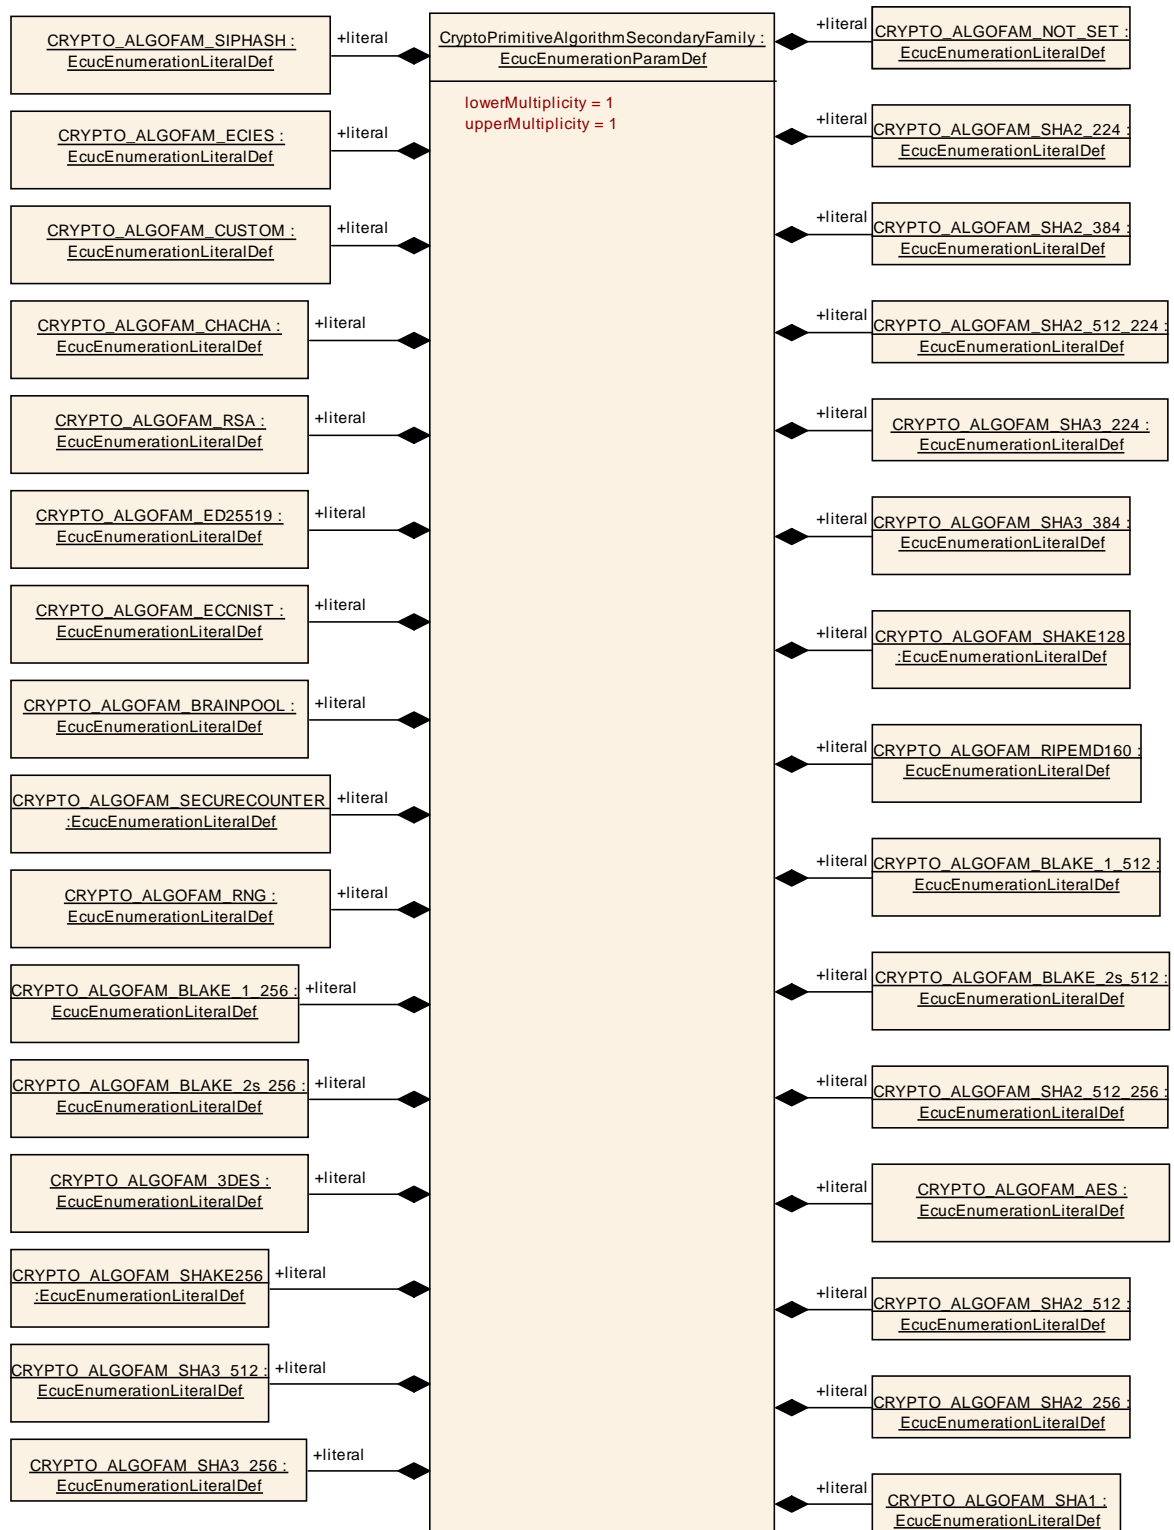 CRYPTO_ALGOFAM_SIPHASH :
EcucEnumerationLiteralDef
+literal
CRYPTO_ALGOFAM_ECIES :
EcucEnumerationLiteralDef
+literal
CRYPTO_ALGOFAM_CUSTOM :
EcucEnumerationLiteralDef
+literal
CRYPTO_ALGOFAM_CHACHA :
EcucEnumerationLiteralDef
+literal
CRYPTO_ALGOFAM_RSA :
EcucEnumerationLiteralDef
+literal
CRYPTO_ALGOFAM_ED25519 :
EcucEnumerationLiteralDef
+literal
CRYPTO_ALGOFAM_ECCNIST :
EcucEnumerationLiteralDef
+literal
CRYPTO_ALGOFAM_BRAINPOOL :
EcucEnumerationLiteralDef
+literal
CRYPTO_ALGOFAM_SECURECOUNTER
:EcucEnumerationLiteralDef
+literal
CRYPTO_ALGOFAM_RNG :
EcucEnumerationLiteralDef
+literal
CRYPTO_ALGOFAM_BLAKE_1_256 :
EcucEnumerationLiteralDef
+literal
CRYPTO_ALGOFAM_BLAKE_2s_256 :
EcucEnumerationLiteralDef
+literal
CRYPTO_ALGOFAM_3DES :
EcucEnumerationLiteralDef
+literal
CRYPTO_ALGOFAM_SHAKE256
:EcucEnumerationLiteralDef
+literal
CRYPTO_ALGOFAM_SHA3_512 :
EcucEnumerationLiteralDef
+literal
CRYPTO_ALGOFAM_SHA3_256 :
EcucEnumerationLiteralDef
+literal
CryptoPrimitiveAlgorithmSecondaryFamily :
EcucEnumerationParamDef
lowerMultiplicity = 1
upperMultiplicity = 1
+literal
CRYPTO_ALGOFAM_NOT_SET :
EcucEnumerationLiteralDef
+literal
CRYPTO_ALGOFAM_SHA2_224 :
EcucEnumerationLiteralDef
+literal
CRYPTO_ALGOFAM_SHA2_384 :
EcucEnumerationLiteralDef
+literal
CRYPTO_ALGOFAM_SHA2_512_224 :
EcucEnumerationLiteralDef
+literal
CRYPTO_ALGOFAM_SHA3_224 :
EcucEnumerationLiteralDef
+literal
CRYPTO_ALGOFAM_SHA3_384 :
EcucEnumerationLiteralDef
+literal
CRYPTO_ALGOFAM_SHAKE128
:EcucEnumerationLiteralDef
+literal
CRYPTO_ALGOFAM_RIPEMD160 :
EcucEnumerationLiteralDef
+literal
CRYPTO_ALGOFAM_BLAKE_1_512 :
EcucEnumerationLiteralDef
+literal
CRYPTO_ALGOFAM_BLAKE_2s_512 :
EcucEnumerationLiteralDef
+literal
CRYPTO_ALGOFAM_SHA2_512_256 :
EcucEnumerationLiteralDef
+literal
CRYPTO_ALGOFAM_AES :
EcucEnumerationLiteralDef
+literal
CRYPTO_ALGOFAM_SHA2_512 :
EcucEnumerationLiteralDef
+literal
CRYPTO_ALGOFAM_SHA2_256 :
EcucEnumerationLiteralDef
+literal
CRYPTO_ALGOFAM_SHA1 :
EcucEnumerationLiteralDef